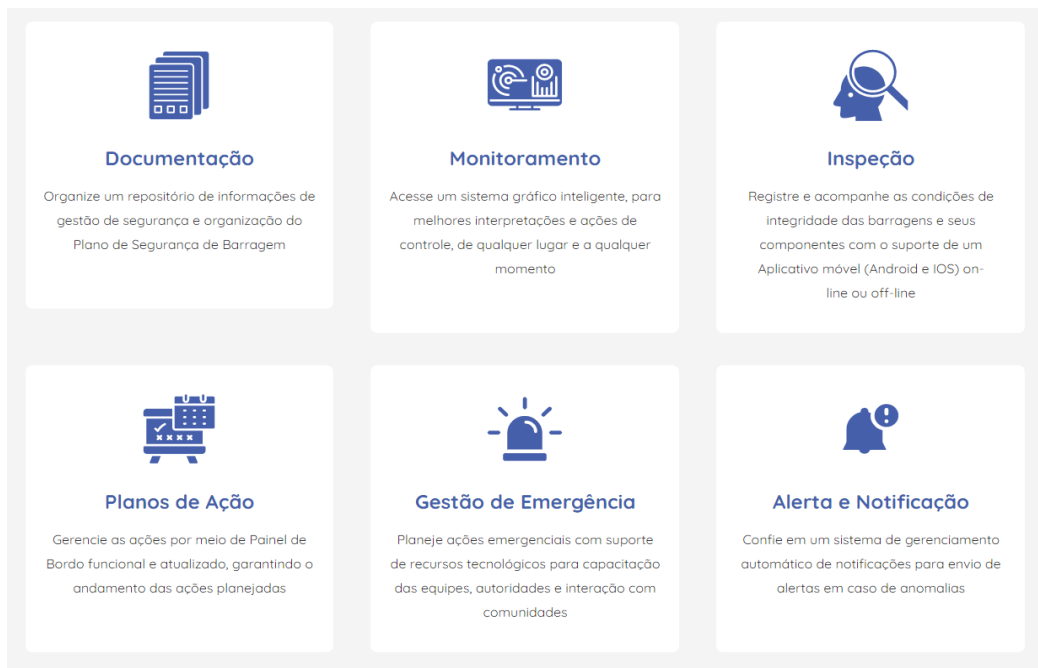 Documentação
Organize um repositório de informações de
gestão de segurança e organização do
Plano de Segurança de Barragem
Monitoramento
Acesse um sistema gráfico inteligente, para
melhores interpretações e ações de
controle, de qualquer lugar e a qualquer
momento
Inspeção
Registre e acompanhe as condições de
integridade das barragens e seus
componentes com o suporte de um
Aplicativo móvel (Android e IOS) on-
line ou off-line
Planos de Ação
Gerencie as ações por meio de Painel de
Bordo funcional e atualizado, garantindo o
andamento das ações planejadas
Gestão de Emergência
Planeje ações emergenciais com suporte
de recursos tecnológicos para capacitação
das equipes, autoridades e interação com
comunidades
Alerta e Notificação
Confie em um sistema de gerenciamento
automático de notificações para envio de
alertas em caso de anomalias